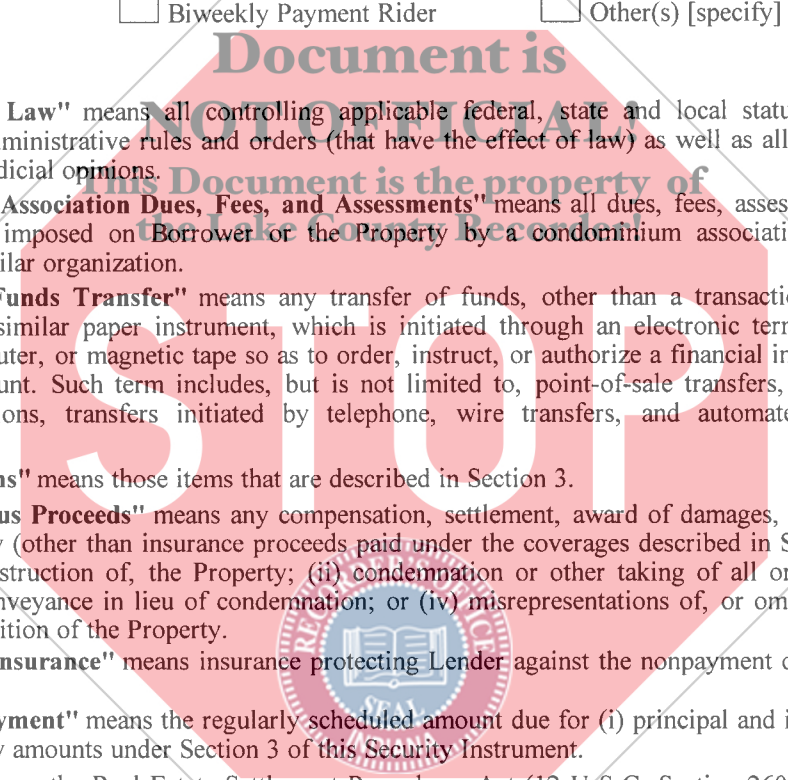 Biweekly Payment Rider Other(s) [specify]
Document is
Law" means all controlling applicable federal, state and local statu
NOT OFFICIAL!
ministrative rules and orders (that have the effect of law) as well as all
dicial opinions.
This Document is the property of
Association Dues, Fees, and Assessments" means all dues, fees, asses
the Lake County Recorder!
imposed on Borrower or the Property by a condominium associati
ilar organization.
Funds Transfer" means any transfer of funds, other than a transacti
similar paper instrument, which is initiated through an electronic ter
uter, or magnetic tape so as to order, instruct, or authorize a financial in
unt. Such term includes, but is not limited to, point-of-sale transfers,
ons, transfers initiated by telephone, wire transfers, and automate
STOP
ns" means those items that are described in Section 3.
us Proceeds" means any compensation, settlement, award of damages,
(other than insurance proceeds paid under the coverages described in S
struction of, the Property; (ii) condemnation or other taking of all or
nveyance in lieu of condemnation; or (iv) misrepresentations of, or om
ition of the Property.
RECORDER'S OFFICE
SEAL
INDIANA
nsurance" means insurance protecting Lender against the nonpayment o
yment" means the regularly scheduled amount due for (i) principal and i
y amounts under Section 3 of this Security Instrument.